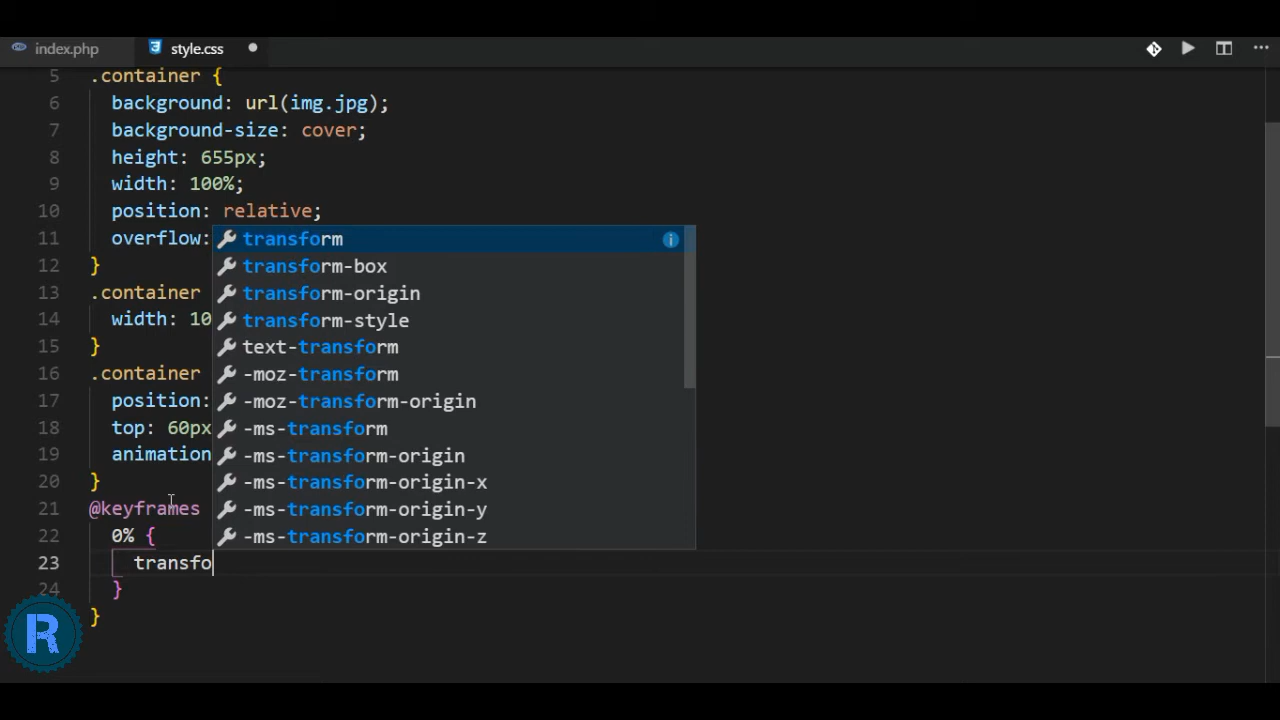 index.php style.css
5 .container {
6 background: url(img.jpg);
7 background-size: cover;
8 height: 655px;
9 width: 100%;
10 position: relative;
11 overflow:
transform
12 }
transform-box
13 .container
transform-origin
14 width: 10
transform-style
15 }
text-transform
16 .container
-moz-transform
17 position:
-moz-transform-origin
18 top: 60px
-ms-transform
19 animation
-ms-transform-origin
20 }
-ms-transform-origin-x
21 @keyframes
-ms-transform-origin-y
22 0% {
-ms-transform-origin-z
23 transfo
24 }
}
R